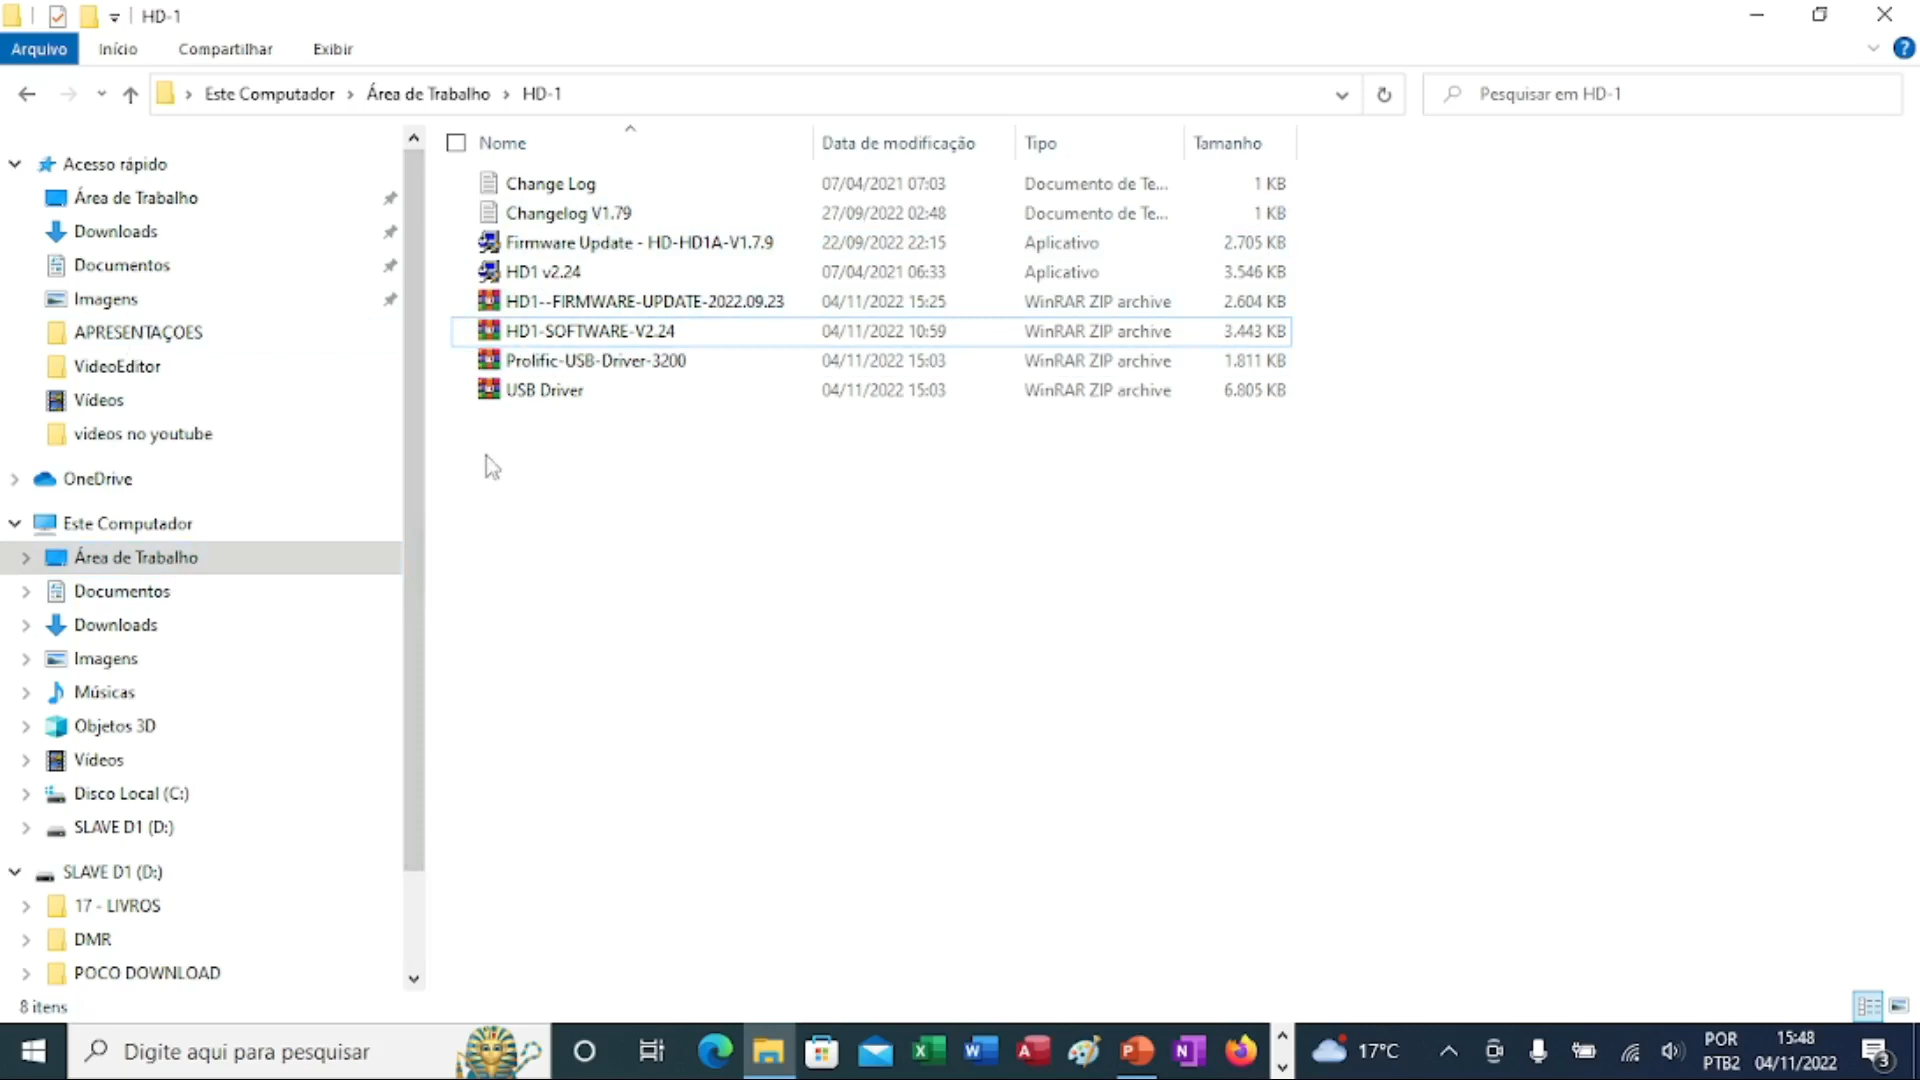 HD-1
Arquivo Início Compartilhar Exibir
Este Computador Área de Trabalho HD-1 Pesquisar em HD-1
Nome Data de modificação Tipo Tamanho
Change Log 07/04/2021 07:03 Documento de Te... 1 KB
Changelog V1.79 27/09/2022 02:48 Documento de Te... 1 KB
Firmware Update - HD-HD1A-V1.7.9 22/09/2022 22:15 Aplicativo 2.705 KB
HD1 v2.24 07/04/2021 06:33 Aplicativo 3.546 KB
HD1--FIRMWARE-UPDATE-2022.09.23 04/11/2022 15:25 WinRAR ZIP archive 2.604 KB
HD1-SOFTWARE-V2.24 04/11/2022 10:59 WinRAR ZIP archive 3.443 KB
Prolific-USB-Driver-3200 04/11/2022 15:03 WinRAR ZIP archive 1.811 KB
USB Driver 04/11/2022 15:03 WinRAR ZIP archive 6.805 KB
Acesso rápido
Área de Trabalho
Downloads
Documentos
Imagens
APRESENTAÇOES
VideoEditor
Vídeos
videos no youtube
OneDrive
Este Computador
Área de Trabalho
Documentos
Downloads
Imagens
Músicas
Objetos 3D
Vídeos
Disco Local (C:)
SLAVE D1 (D:)
SLAVE D1 (D:)
17 - LIVROS
DMR
POCO DOWNLOAD
8 itens
Digite aqui para pesquisar
17°C
POR
PTB2
15:48
04/11/2022
3